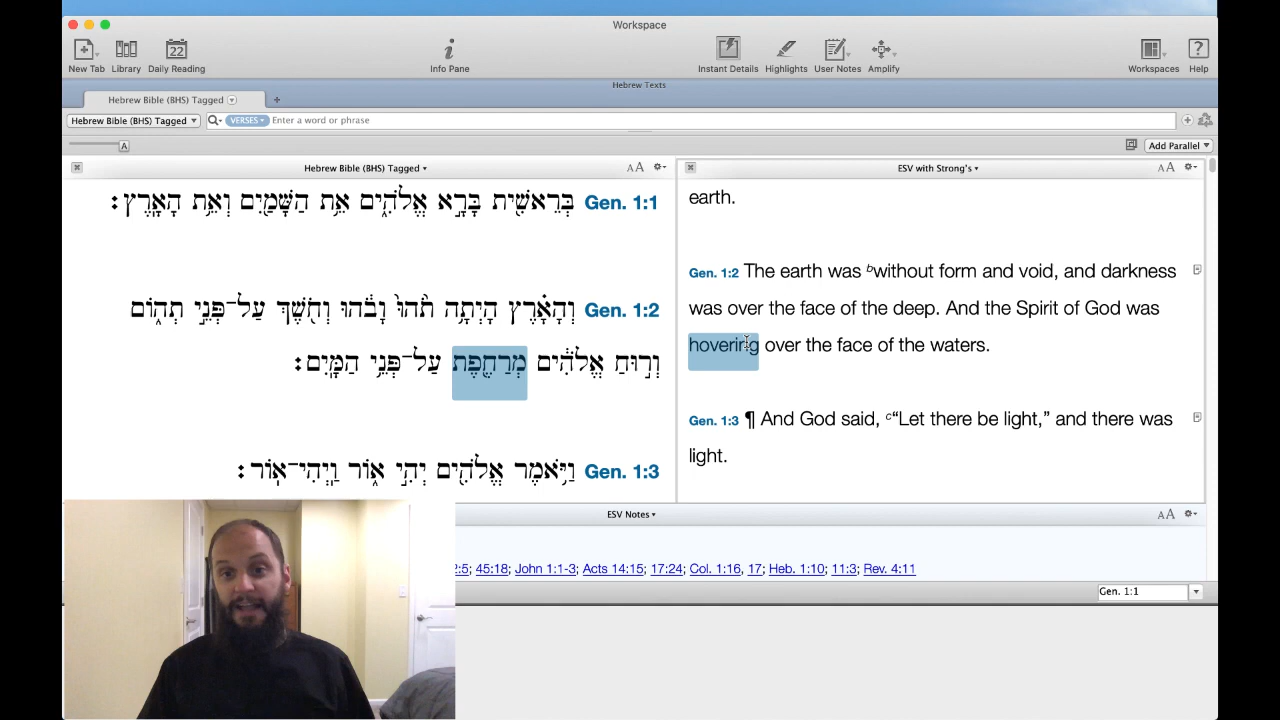 Workspace
New Tab
Library
22
Daily Reading
Info Pane
Instant Details
Highlights
User Notes
Amplify
Workspaces
Help
Hebrew Texts
Hebrew Bible (BHS) Tagged
+
Hebrew Bible (BHS) Tagged
VERSES
Enter a word or phrase
A
Add Parallel
Hebrew Bible (BHS) Tagged
AA
Gen. 1:1 בְּרֵאשִׁ֖ית בָּרָ֣א אֱלֹהִ֑ים אֵ֥ת הַשָּׁמַ֖יִם וְאֵ֥ת הָאָֽרֶץ׃
Gen. 1:2 וְהָאָ֗רֶץ הָיְתָ֥ה תֹ֙הוּ֙ וָבֹ֔הוּ וְחֹ֖שֶׁךְ עַל־פְּנֵ֣י תְה֑וֹם
וְר֣וּחַ אֱלֹהִ֔ים מְרַחֶ֖פֶת עַל־פְּנֵ֥י הַמָּֽיִם׃
Gen. 1:3 וַיֹּ֥אמֶר אֱלֹהִ֖ים יְהִ֣י א֑וֹר וַֽיְהִי־אֽוֹר׃
ESV with Strong's
AA
earth.
Gen. 1:2 The earth was ᵇwithout form and void, and darkness
was over the face of the deep. And the Spirit of God was
hovering over the face of the waters.
Gen. 1:3 ¶ And God said, ᶜ“Let there be light,” and there was
light.
ESV Notes
AA
2:5; 45:18; John 1:1-3; Acts 14:15; 17:24; Col. 1:16, 17; Heb. 1:10; 11:3; Rev. 4:11
Gen. 1:1